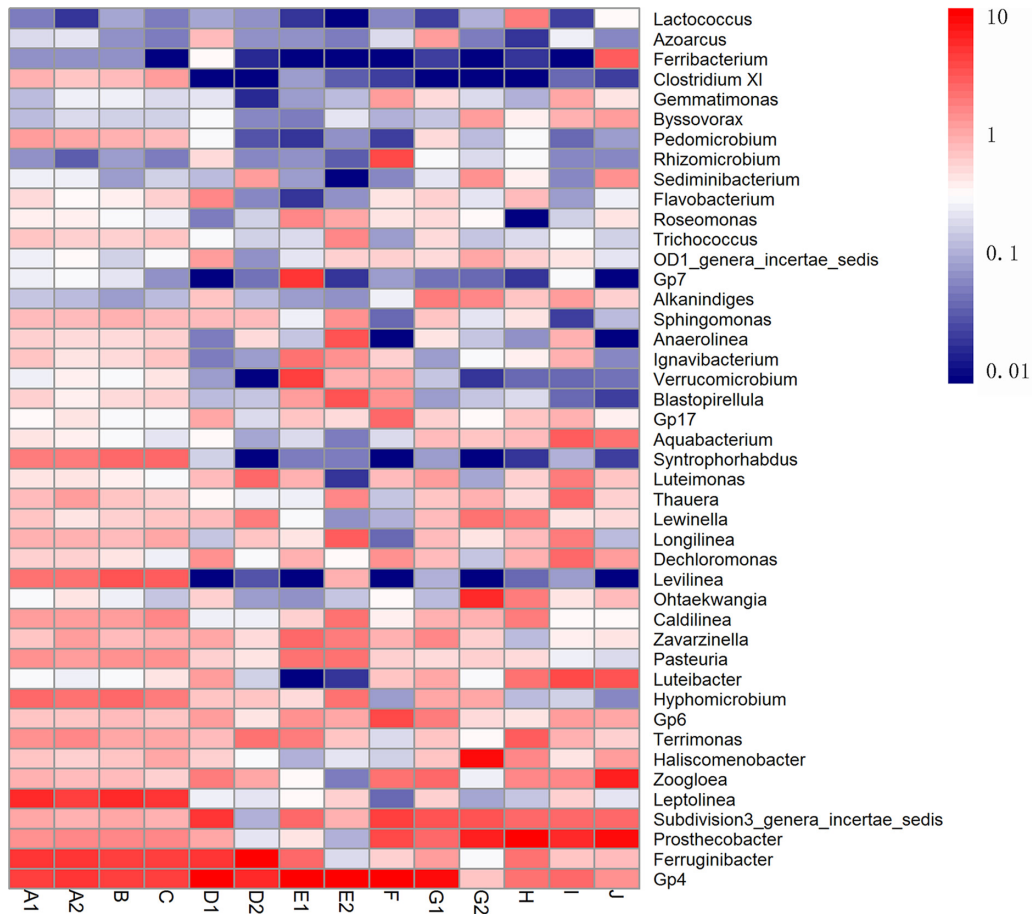 Lactococcus
Azoarcus
Ferribacterium
Clostridium XI
Gemmatimonas
Byssovorax
Pedomicrobium
Rhizomicrobium
Sediminibacterium
Flavobacterium
Roseomonas
Trichococcus
OD1_genera_incertae_sedis
Gp7
Alkanindiges
Sphingomonas
Anaerolinea
Ignavibacterium
Verrucomicrobium
Blastopirellula
Gp17
Aquabacterium
Syntrophorhabdus
Luteimonas
Thauera
Lewinella
Longilinea
Dechloromonas
Levilinea
Ohtaekwangia
Caldilinea
Zavarzinella
Pasteuria
Luteibacter
Hyphomicrobium
Gp6
Terrimonas
Haliscomenobacter
Zoogloea
Leptolinea
Subdivision3_genera_incertae_sedis
Prosthecobacter
Ferruginibacter
Gp4
A1 A2 B C D1 D2 E1 E2 F G1 G2 H I J
10
1
0.1
0.01